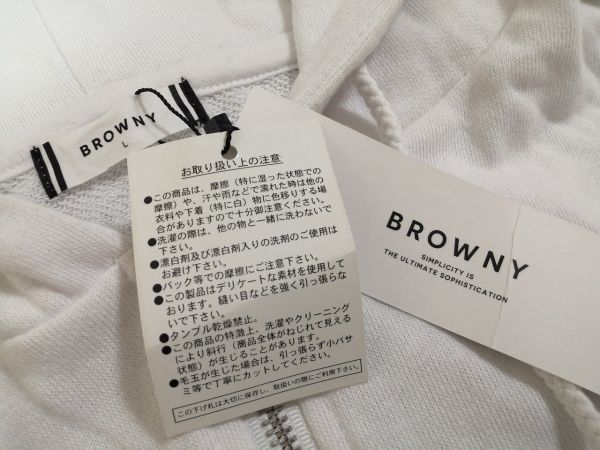 BROWNY
L
お取り扱い上の注意
●この商品は、摩擦（特に湿った状態での
摩擦）や、汗や雨などで濡れた時は他の
衣料や下着（特に白）物に色移りする場
合がありますので十分御注意ください。
●洗濯の際は、他の物と一緒に洗わないで
下さい。
●漂白剤及び漂白剤入りの洗剤のご使用は
お避け下さい。
●バック等での摩擦にご注意下さい。
●この製品はデリケートな素材を使用して
おります。縫い目などを強く引っ張らな
いで下さい。
●タンブル乾燥禁止。
●この商品の特徴上、洗濯やクリーニング
により斜行（商品全体がねじれて見える
状態）が生じることがあります。
●毛玉が生じた場合は、引っ張らず小バサ
ミ等で丁寧にカットしてください。
この下げ札は大切に保存し、取扱いの際にご利用下さい。
BROWNY
SIMPLICITY IS
THE ULTIMATE SOPHISTICATION